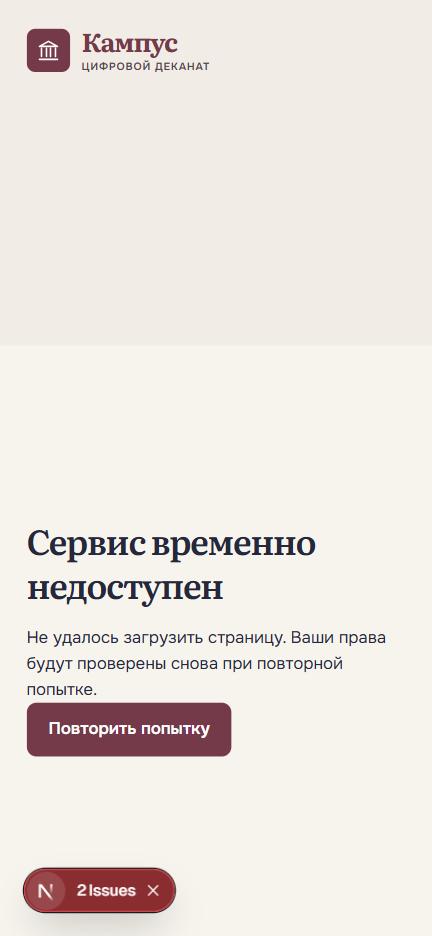 Кампус
ЦИФРОВОЙ ДЕКАНАТ
Сервис временно
недоступен
Не удалось загрузить страницу. Ваши права
будут проверены снова при повторной
попытке.
Повторить попытку
N 2 Issues ×